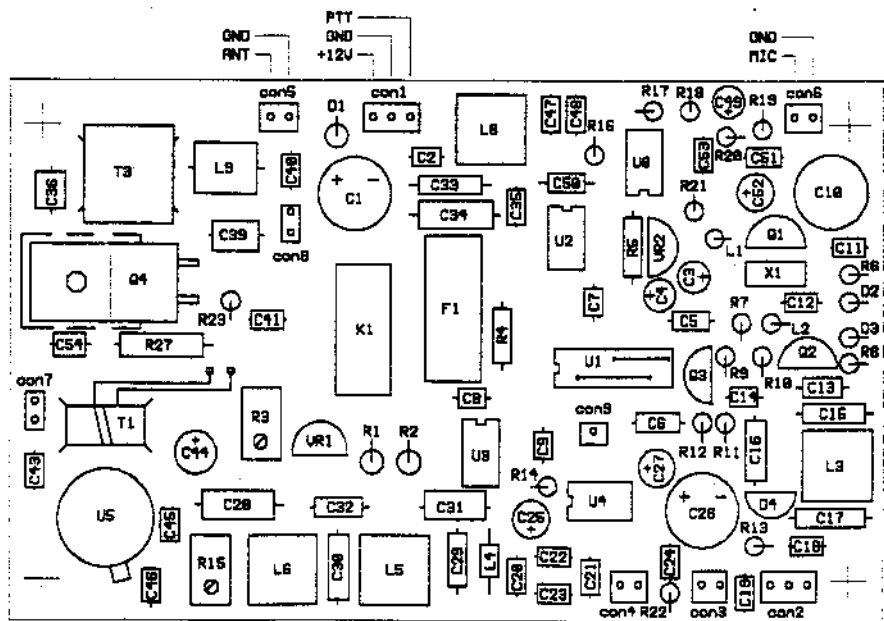 PTT
GND GND GND
ANT +12V MIC
con5 D1 con1 C47 C48 R17 R18 C49 R19 con6
T3 L9 C40 C2 L8 R16 U8 C53 R20 C51
C36 C1 C33 C50 C52 C10
C34 C35 R21
C39 con8 U2 R5 VR2 L1 Q1 C11
Q4 C3 X1 R6
R23 C41 K1 F1 C7 C4 C12 D2
C5 R7 L2 D3
C54 R27 R4 U1 Q3 R9 R10 Q2 R8
con7 C8 C14 C13
T1 R3 con9 C6 C16
C43 C44 VR1 R1 R2 U3 C9 R12 R11 C15 L3
R14 C27
U5 C28 C32 C31 U4 C26 D4
C45 C25 C17
R15 L6 C30 L5 C29 L4 C22 C24 R13 C18
C46 C20 C23 C21 con4 R22 con3 C19 con2